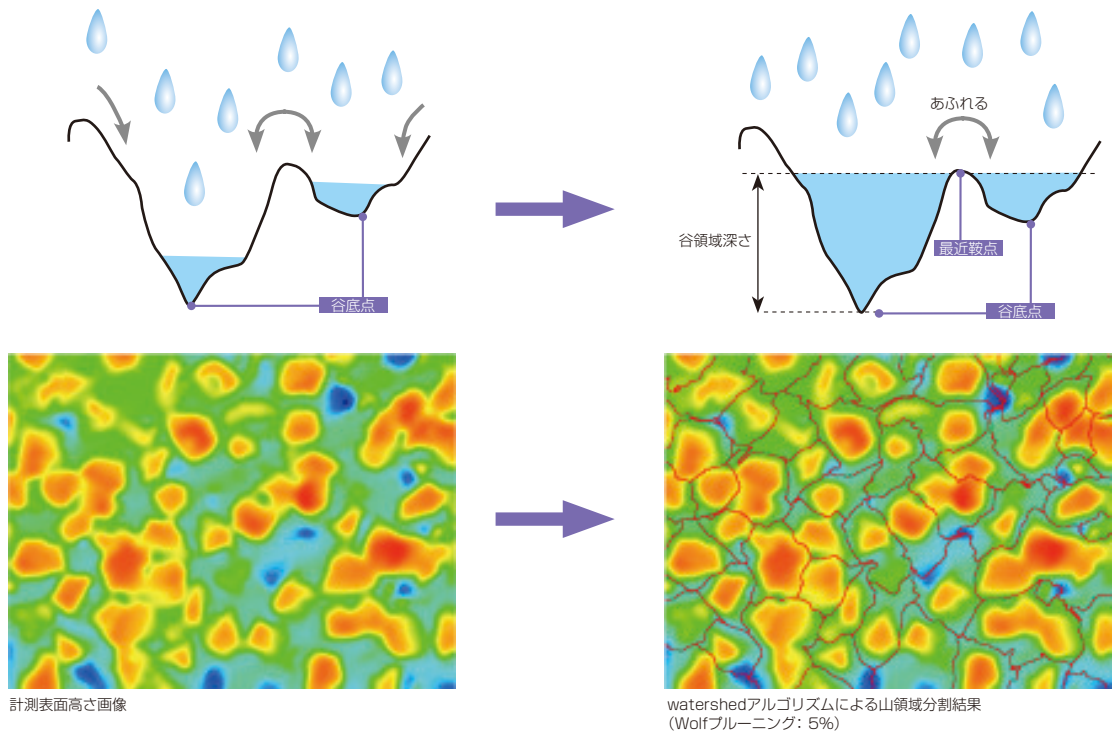 谷底点
あふれる
谷領域深さ
最近鞍点
谷底点
計測表面高さ画像
watershedアルゴリズムによる山領域分割結果
（Wolfプルーニング： 5%）